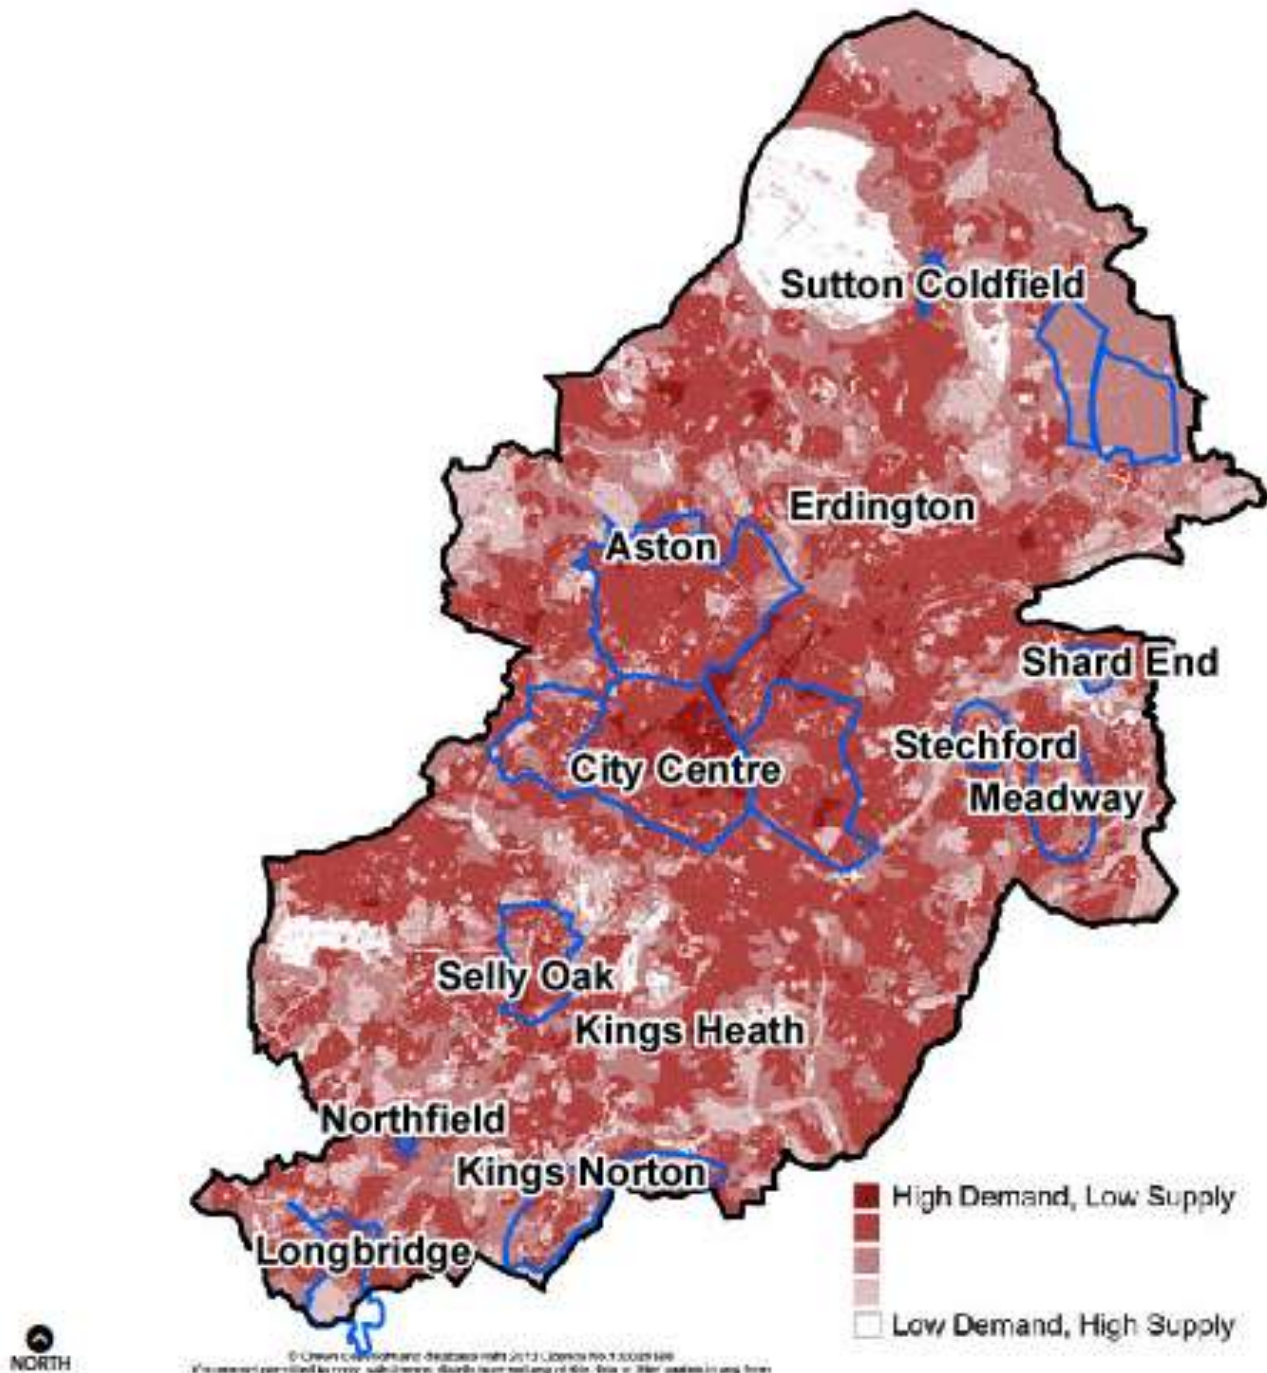 Sutton Coldfield
Erdington
Aston
Shard End
Stechford
City Centre
Meadway
Selly Oak
Kings Heath
Northfield
Kings Norton
High Demand, Low Supply
Longbridge
Low Demand, High Supply
NORTH